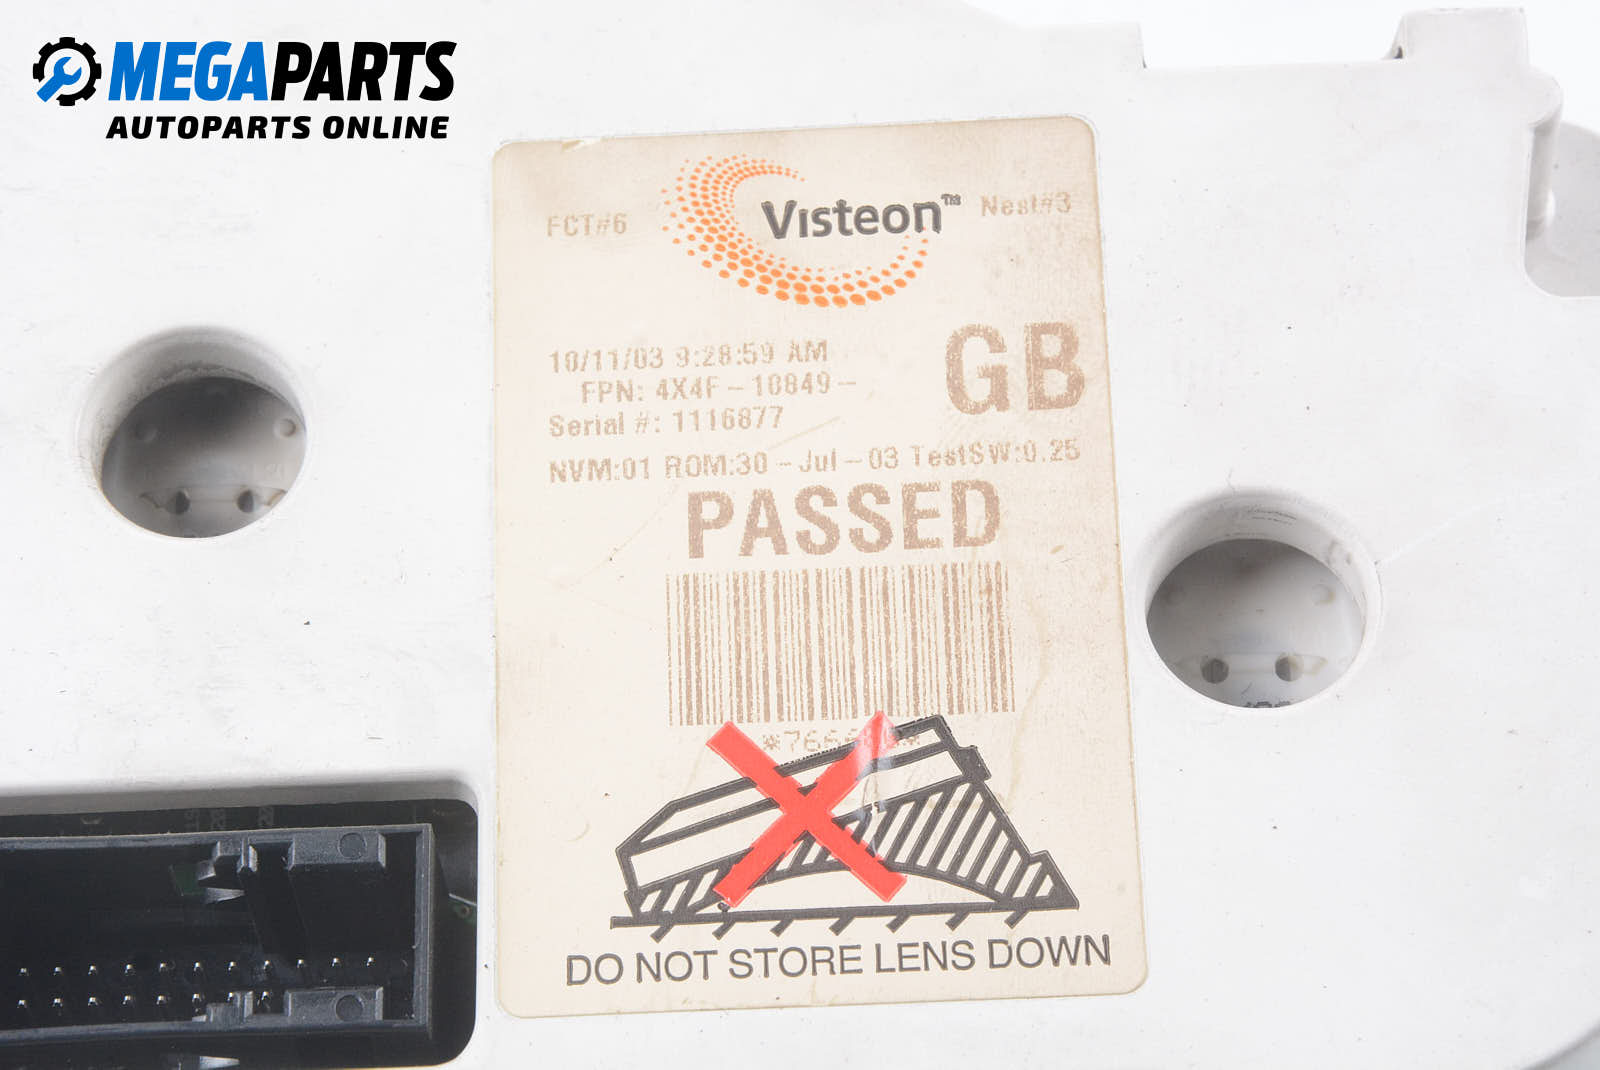 MEGAPARTS
AUTOPARTS ONLINE
FCT#6
Visteon™
Nest#3
10/11/03 9:28:59 AM
GB
FPN: 4X4F-10849-
Serial #: 1116877
NVM:01 ROM:30-Jul-03 TestSW:0.25
PASSED
DO NOT STORE LENS DOWN